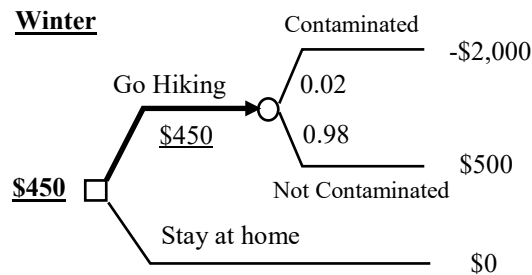 Winter
Contaminated
-$2,000
Go Hiking
0.02
$450
0.98
$500
$450
Not Contaminated
Stay at home
$0